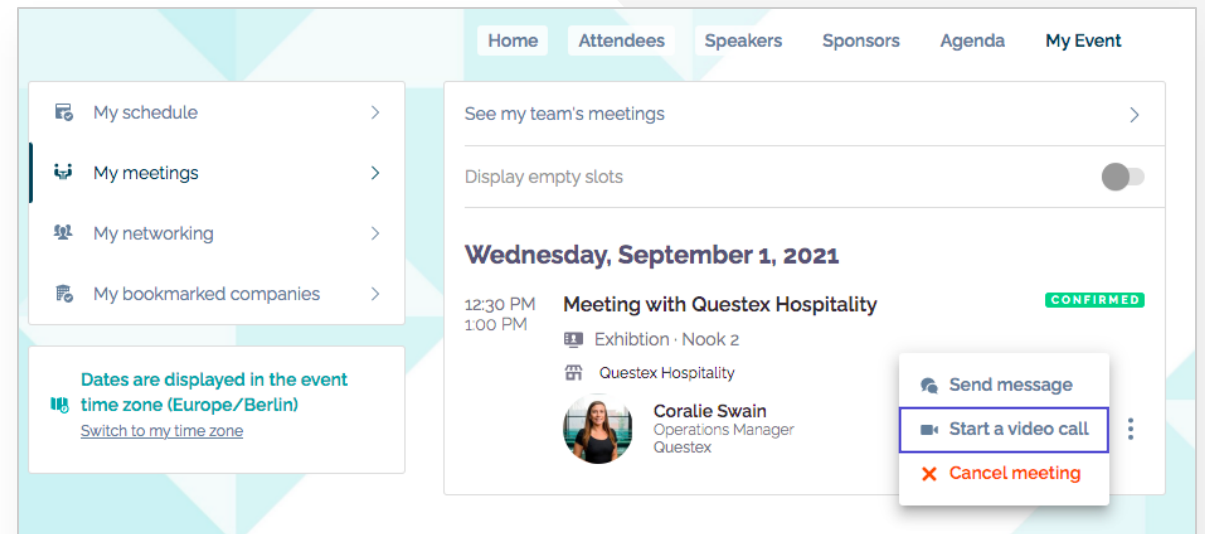 Home Attendees Speakers Sponsors Agenda My Event
My schedule
My meetings
My networking
My bookmarked companies
Dates are displayed in the event
time zone (Europe/Berlin)
Switch to my time zone
See my team's meetings
Display empty slots
Wednesday, September 1, 2021
12:30 PM
1:00 PM
Meeting with Questex Hospitality
CONFIRMED
Exhibtion · Nook 2
Questex Hospitality
Coralie Swain
Operations Manager
Questex
Send message
Start a video call
Cancel meeting